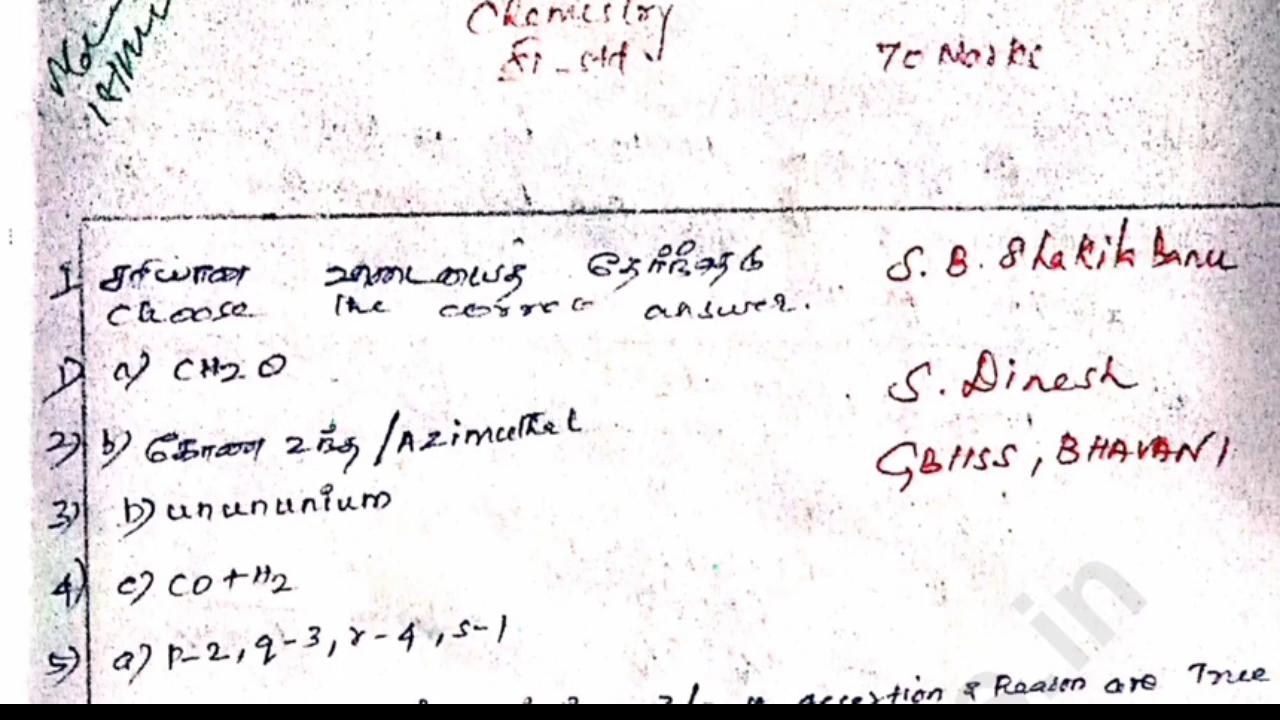 Chemistry
70 Marks
I சரியான விடையைத் தேர்ந்தெடு
Choose the correct answer.
S. B. Shakila Banu
1) a) CH2O
S. Dinesh
2) b) கோண உந்த / Azimuthal
GBHSS, BHAVANI
3) b) unununium
4) c) CO + H2
5) a) p-2, q-3, r-4, s-1
Assertion & Reason are True
in